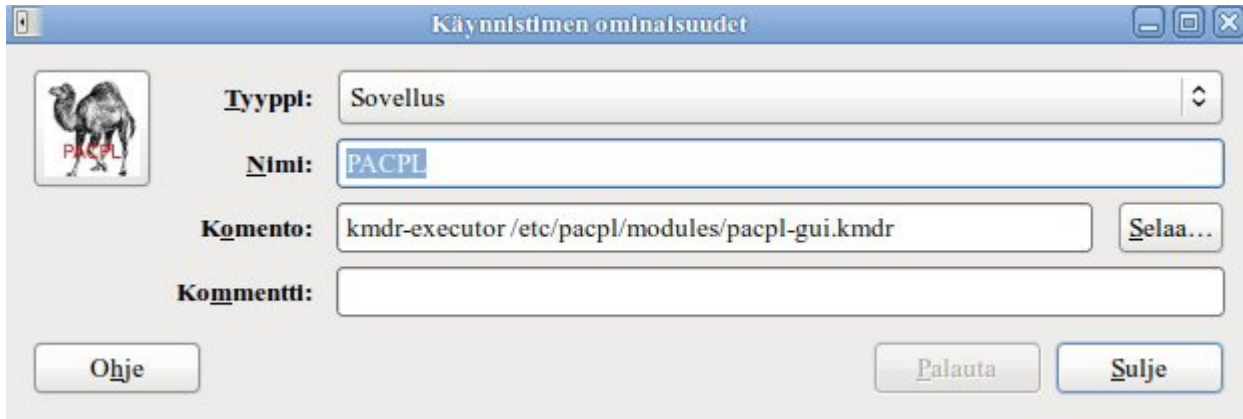 Käynnistimen ominaisuudet
PACPL
Tyyppi: Sovellus
Nimi: PACPL
Komento: kmdr-executor /etc/pacpl/modules/pacpl-gui.kmdr Selaa...
Kommentti:
Ohje Palauta Sulje